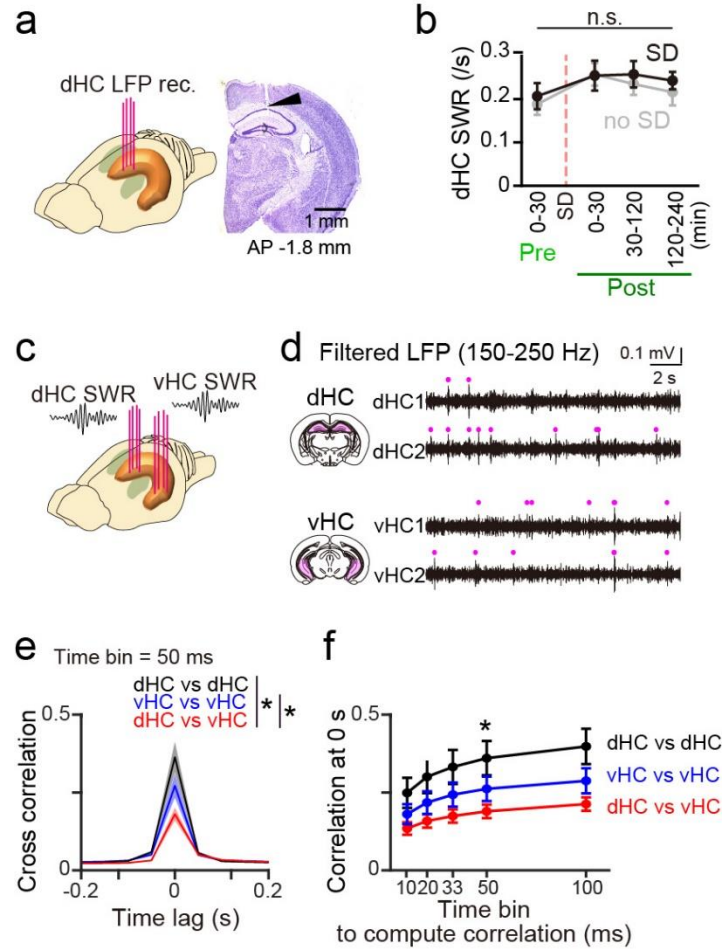 a
dHC LFP rec.
1 mm
AP -1.8 mm
b
n.s.
SD
no SD
dHC SWR (/s)
0.3
0.2
0.1
0
0-30
SD
0-30
30-120
120-240
(min)
Pre
Post
c
dHC SWR
vHC SWR
d
Filtered LFP (150-250 Hz)
0.1 mV
2 s
dHC
dHC1
dHC2
vHC
vHC1
vHC2
e
Time bin = 50 ms
dHC vs dHC
vHC vs vHC
dHC vs vHC
*
*
Cross correlation
0.5
0
-0.2
0
0.2
Time lag (s)
f
*
Correlation at 0 s
0.5
0
dHC vs dHC
vHC vs vHC
dHC vs vHC
10
20
33
50
100
Time bin
to compute correlation (ms)